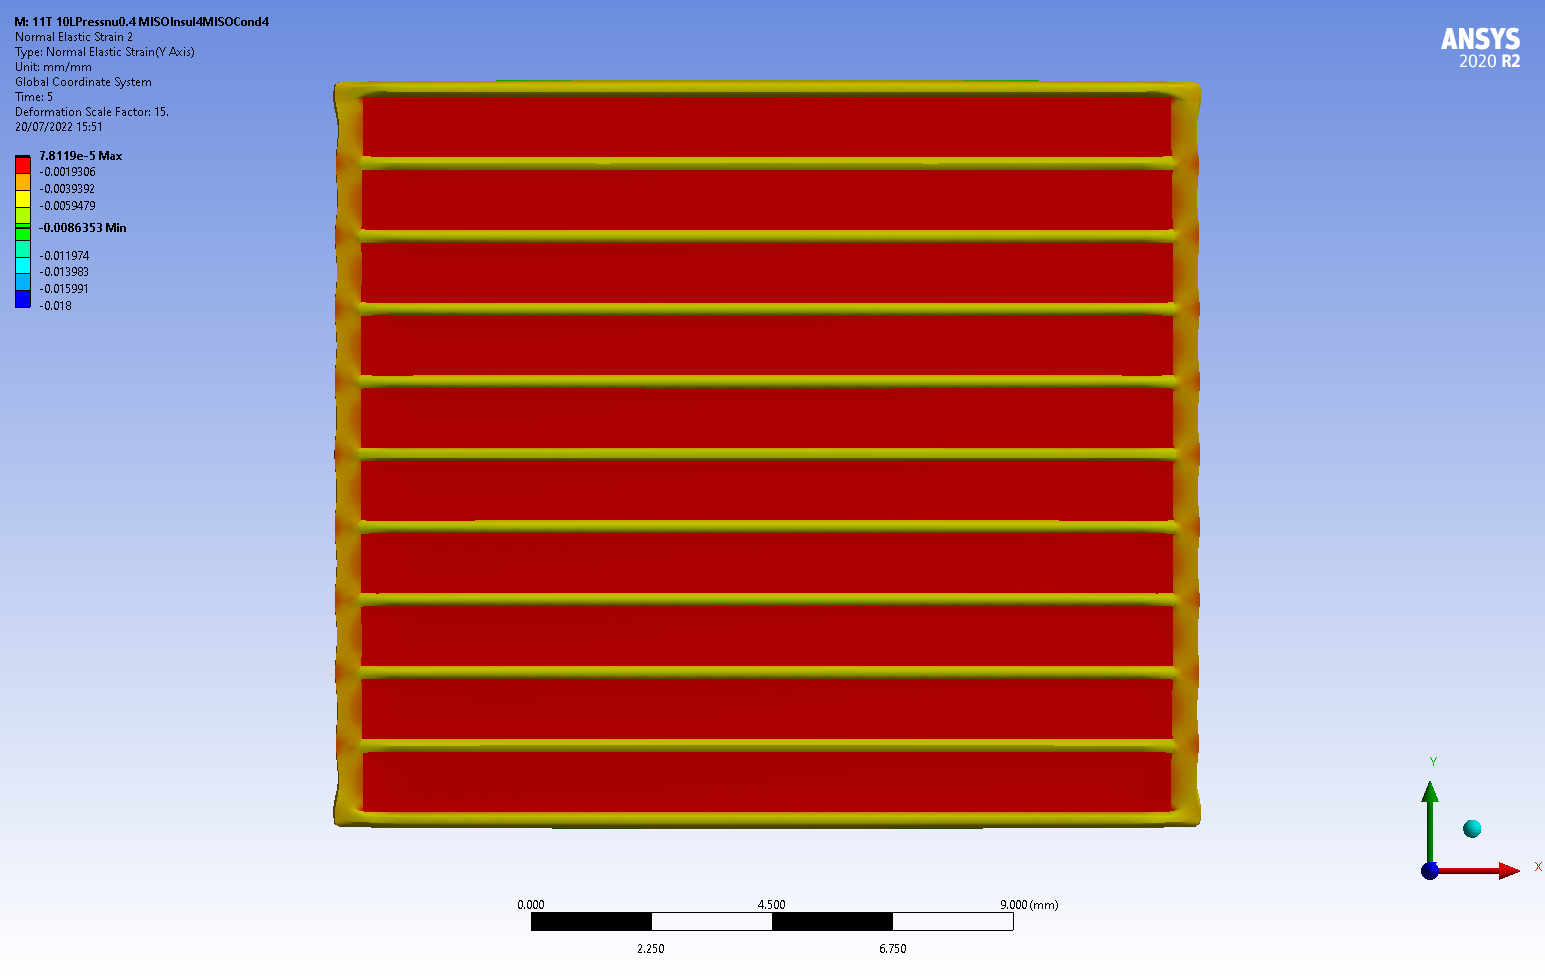 M: 11T 10LPressnu0.4 MISOInsul4MISOCond4
Normal Elastic Strain 2
Type: Normal Elastic Strain(Y Axis)
Unit: mm/mm
Global Coordinate System
Time: 5
Deformation Scale Factor: 15.
20/07/2022 15:51
7.8119e-5 Max
-0.0019306
-0.0039392
-0.0059479
-0.0086353 Min
-0.011974
-0.013983
-0.015991
-0.018
ANSYS
2020 R2
Y
X
0.000
4.500
9.000 (mm)
2.250
6.750